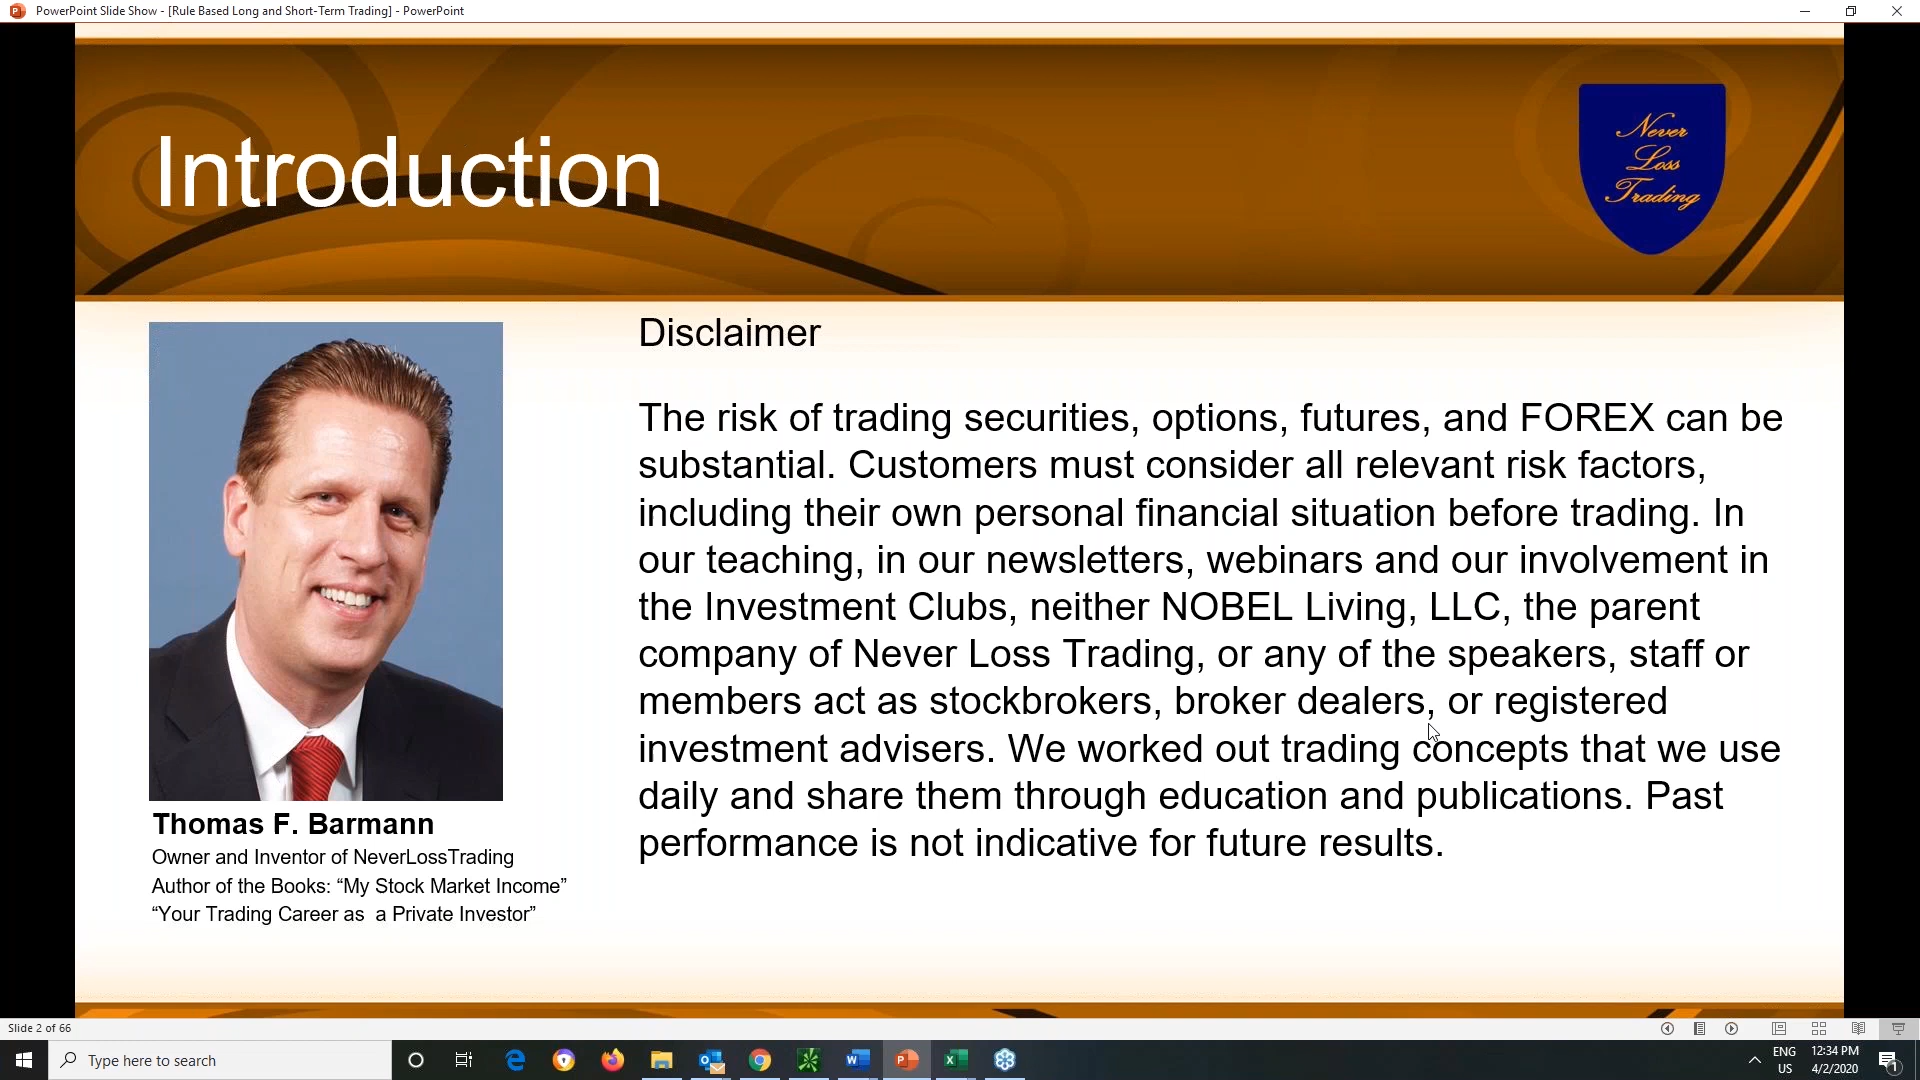 PowerPoint Slide Show - [Rule Based Long and Short-Term Trading] - PowerPoint
Introduction
Never
Loss
Trading
Disclaimer
The risk of trading securities, options, futures, and FOREX can be
substantial. Customers must consider all relevant risk factors,
including their own personal financial situation before trading. In
our teaching, in our newsletters, webinars and our involvement in
the Investment Clubs, neither NOBEL Living, LLC, the parent
company of Never Loss Trading, or any of the speakers, staff or
members act as stockbrokers, broker dealers, or registered
investment advisers. We worked out trading concepts that we use
daily and share them through education and publications. Past
performance is not indicative for future results.
Thomas F. Barmann
Owner and Inventor of NeverLossTrading
Author of the Books: “My Stock Market Income”
“Your Trading Career as  a Private Investor”
Slide 2 of 66
Type here to search
ENG
US
12:34 PM
4/2/2020
1